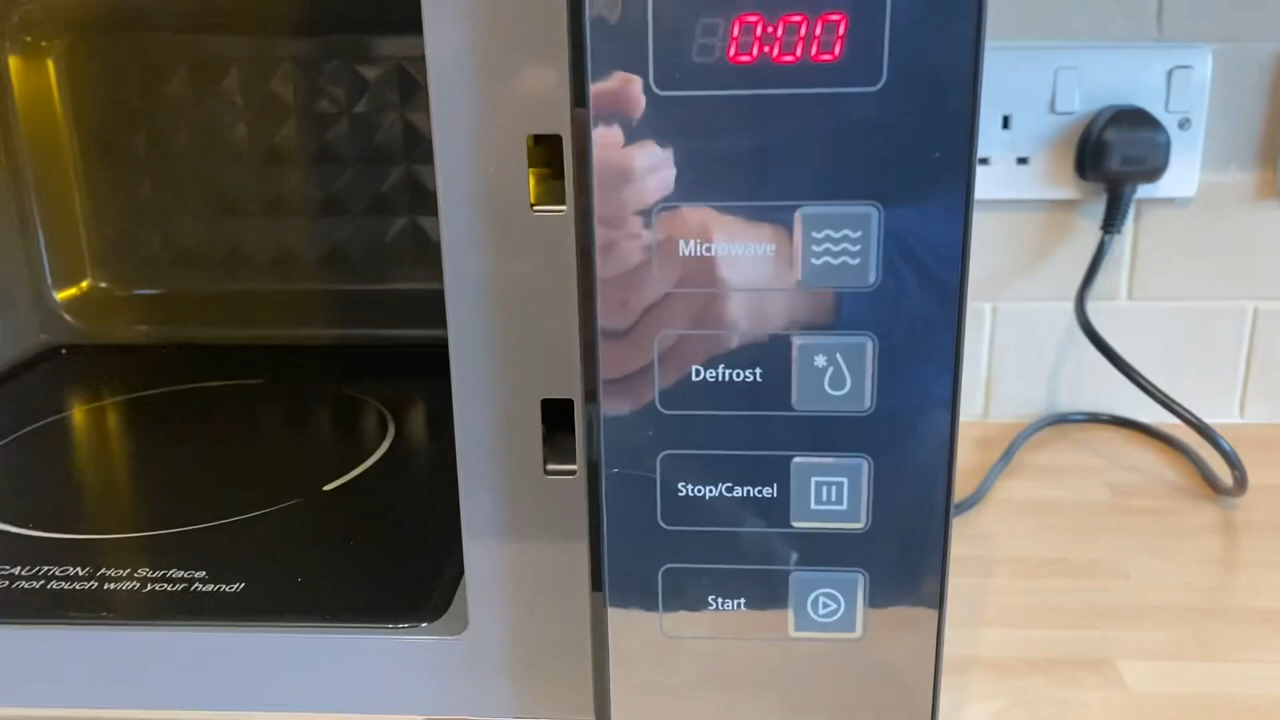 0:00
Microwave
Defrost
Stop/Cancel
Start
CAUTION: Hot Surface,
o not touch with your hand!